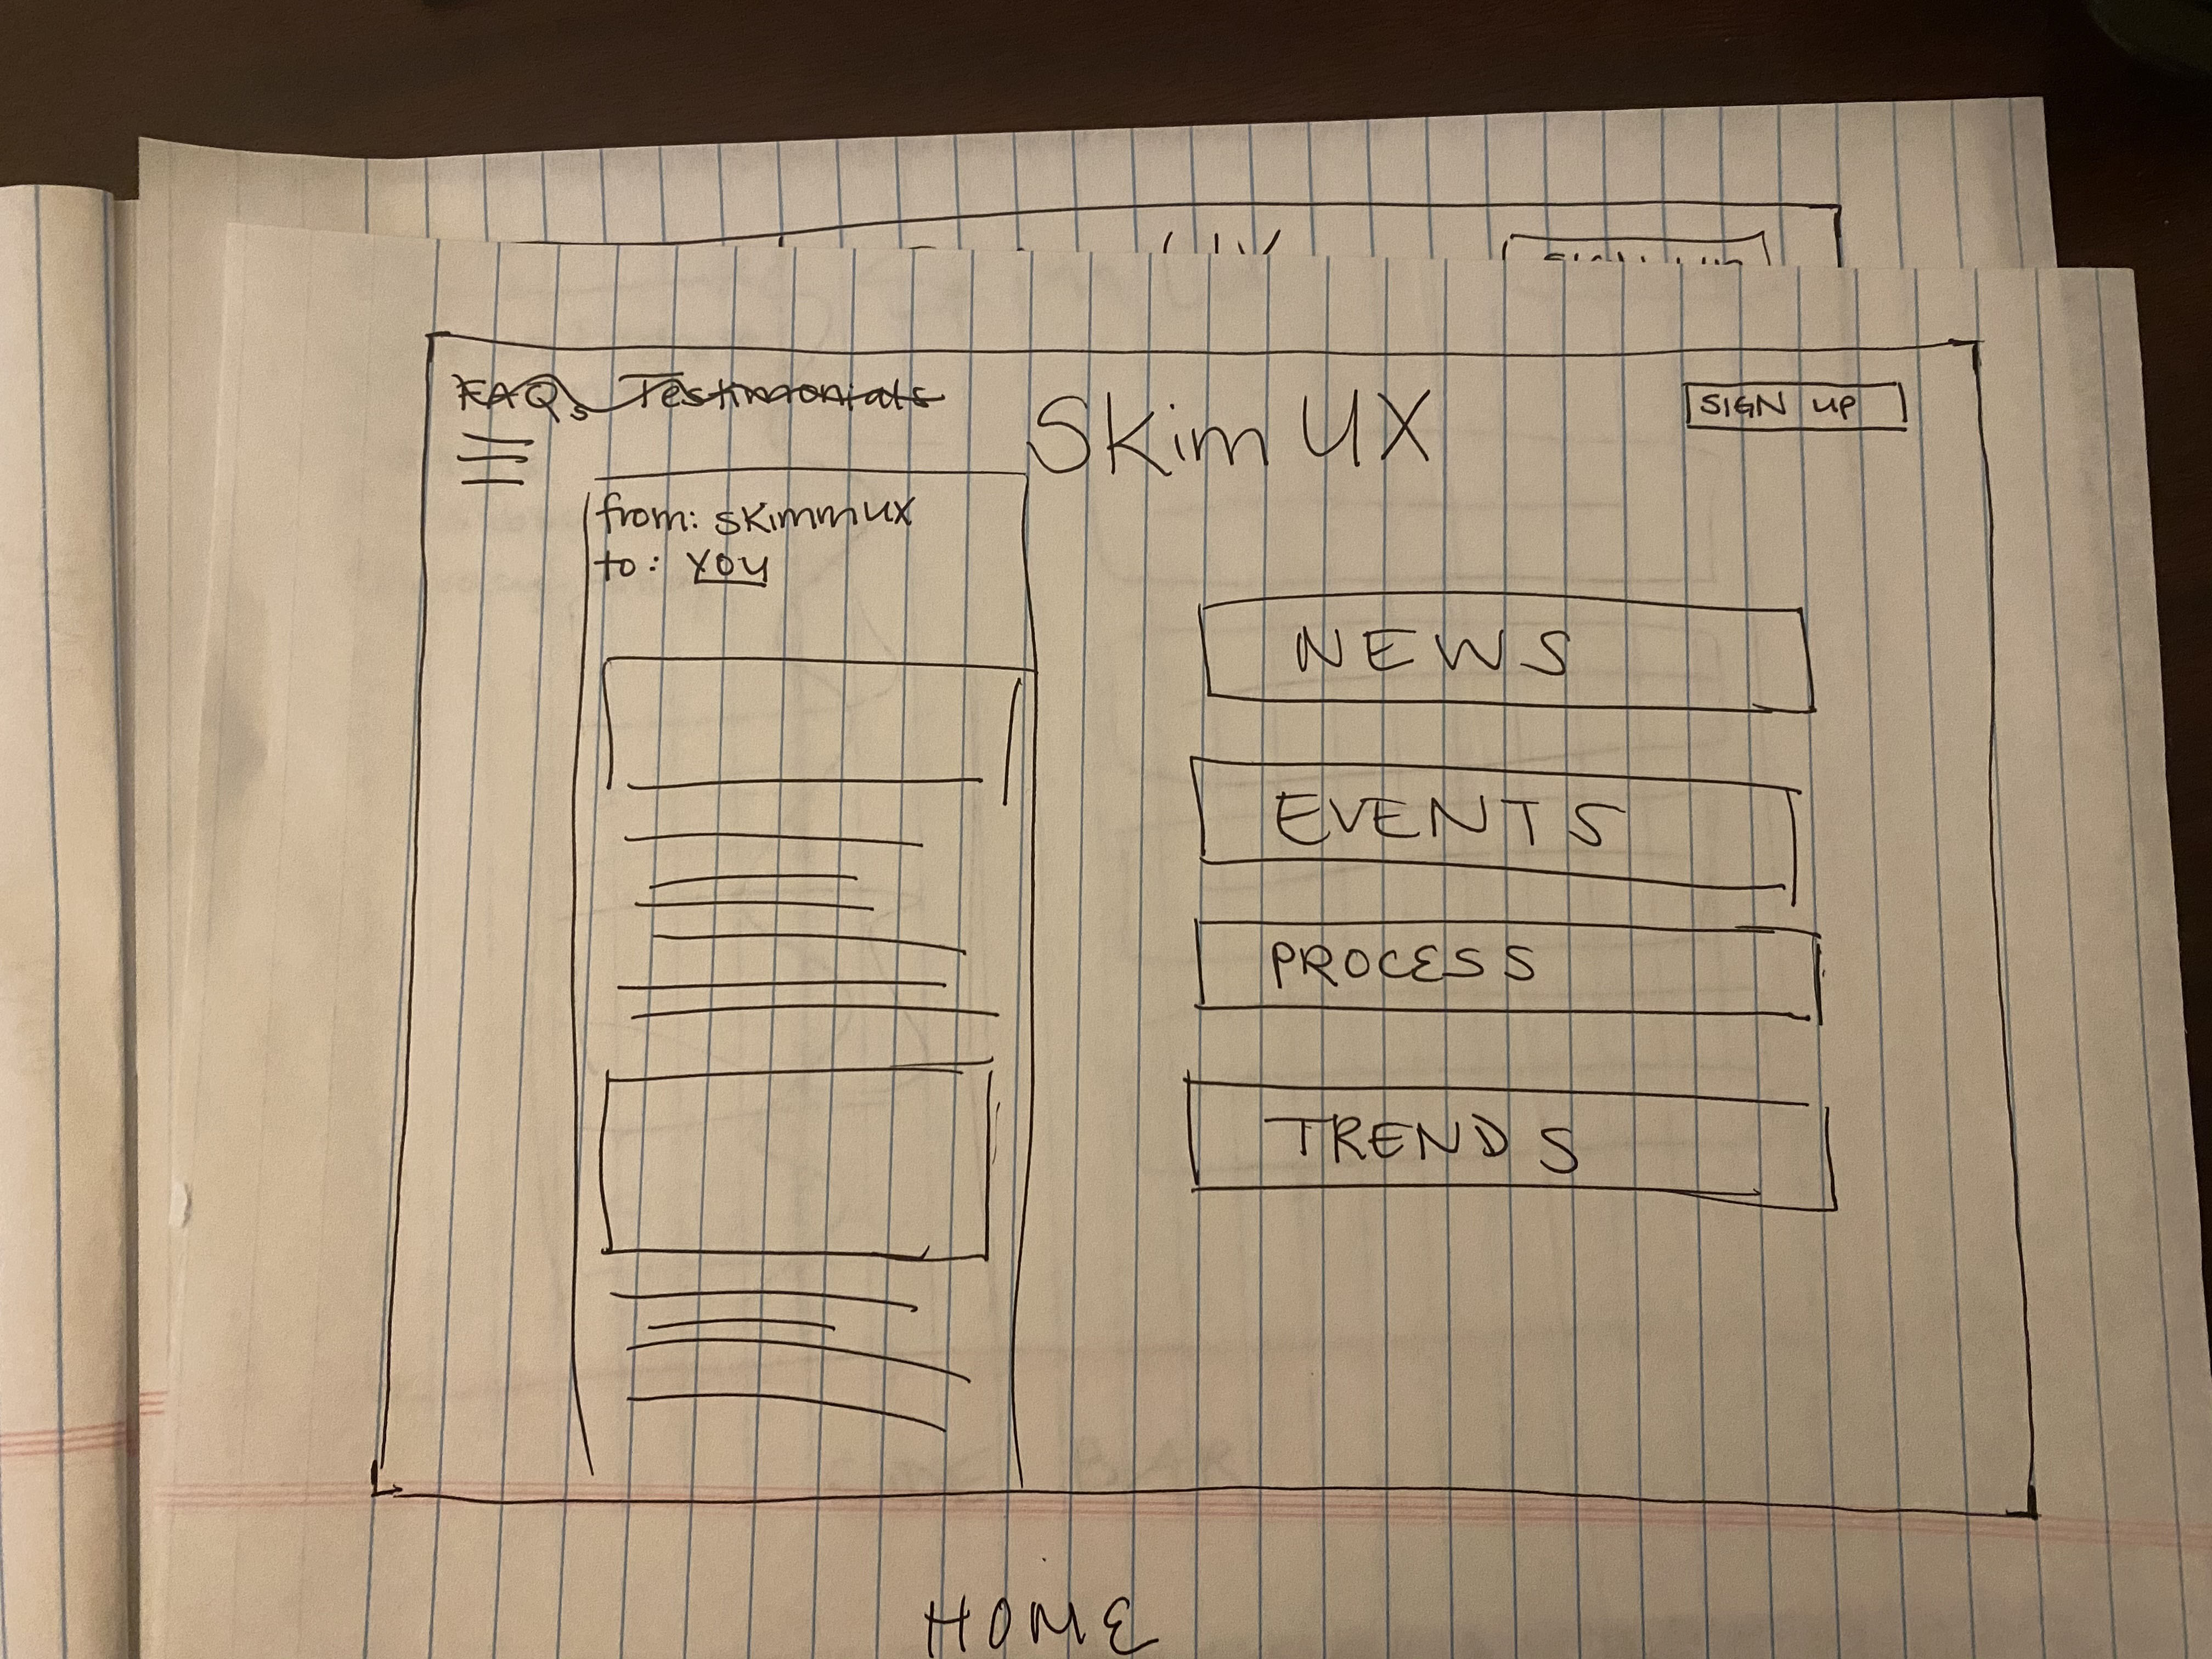 FAQs Testimonials
Skim UX
SIGN UP
from: skimmux
to: you
NEWS
EVENTS
PROCESS
TRENDS
HOME